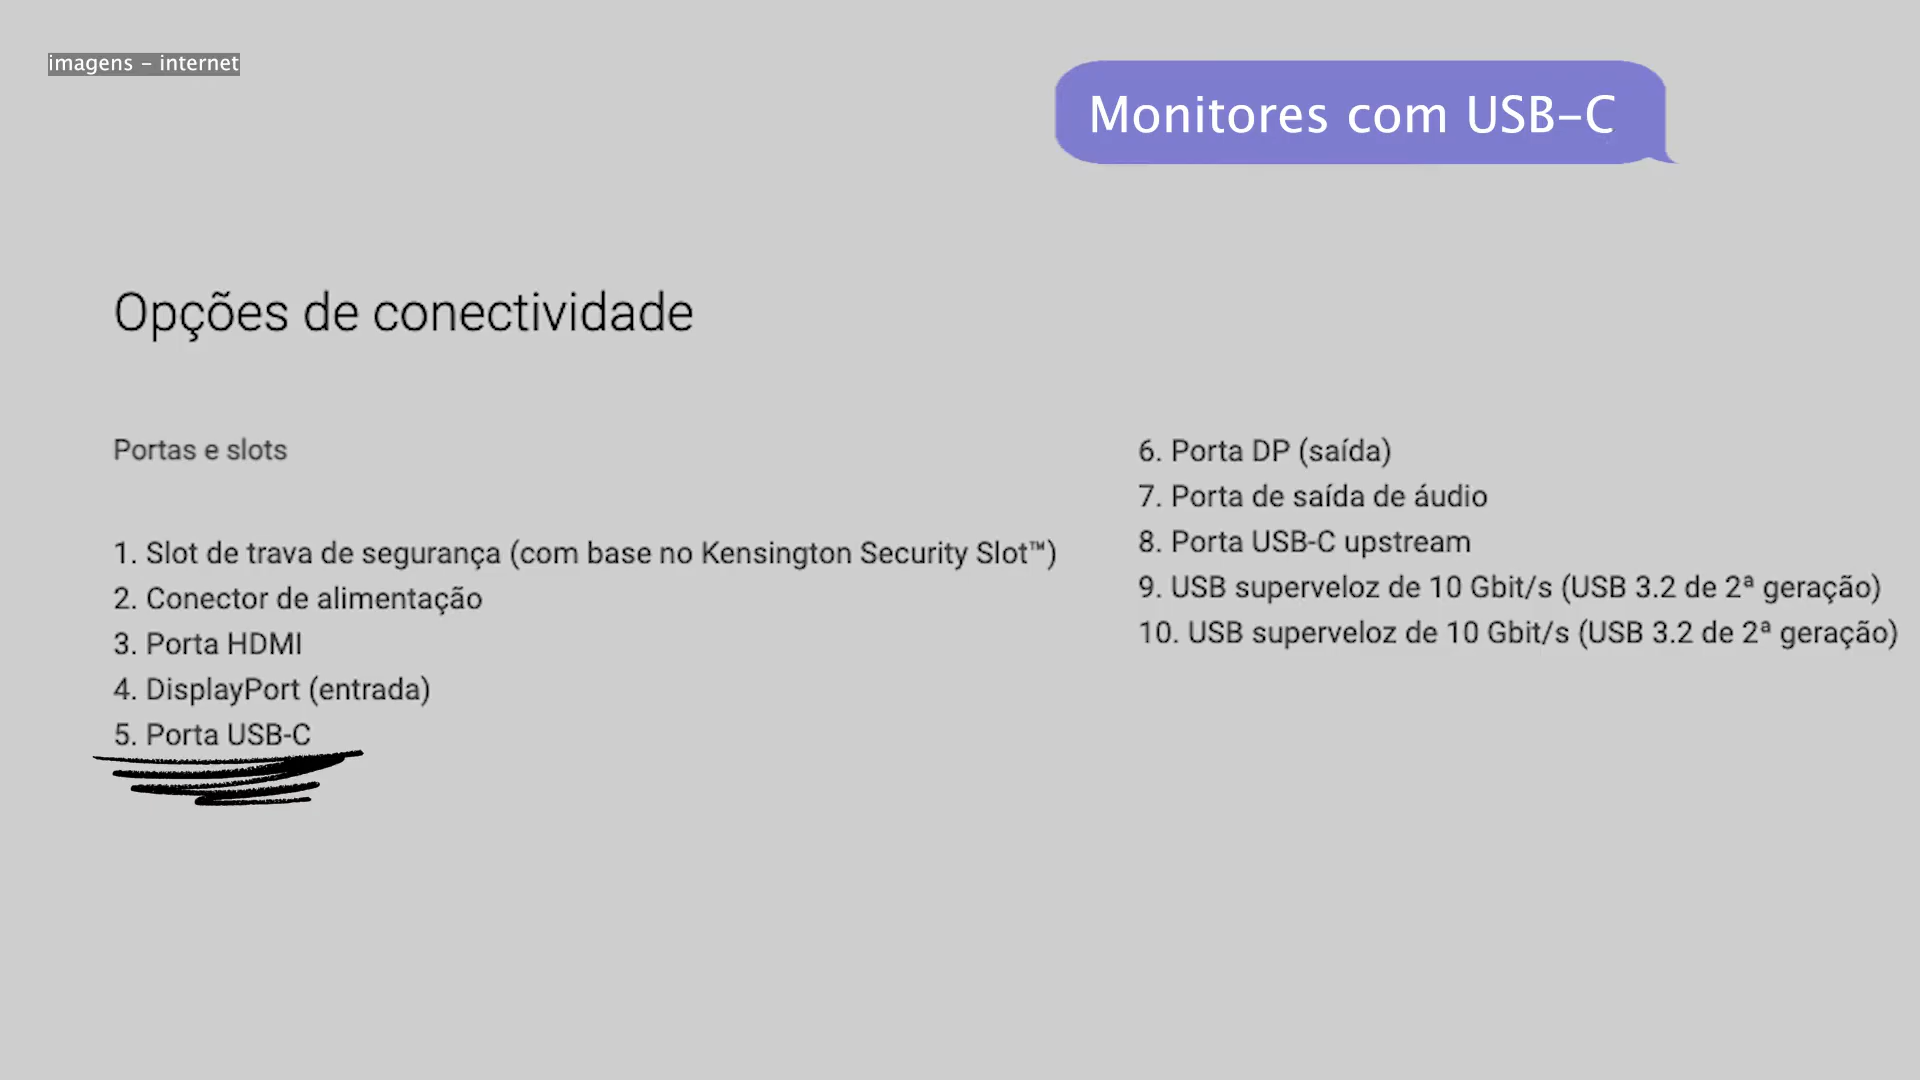 imagens - internet
Monitores com USB-C
Opções de conectividade
Portas e slots
1. Slot de trava de segurança (com base no Kensington Security Slot™)
2. Conector de alimentação
3. Porta HDMI
4. DisplayPort (entrada)
5. Porta USB-C
6. Porta DP (saída)
7. Porta de saída de áudio
8. Porta USB-C upstream
9. USB superveloz de 10 Gbit/s (USB 3.2 de 2ª geração)
10. USB superveloz de 10 Gbit/s (USB 3.2 de 2ª geração)